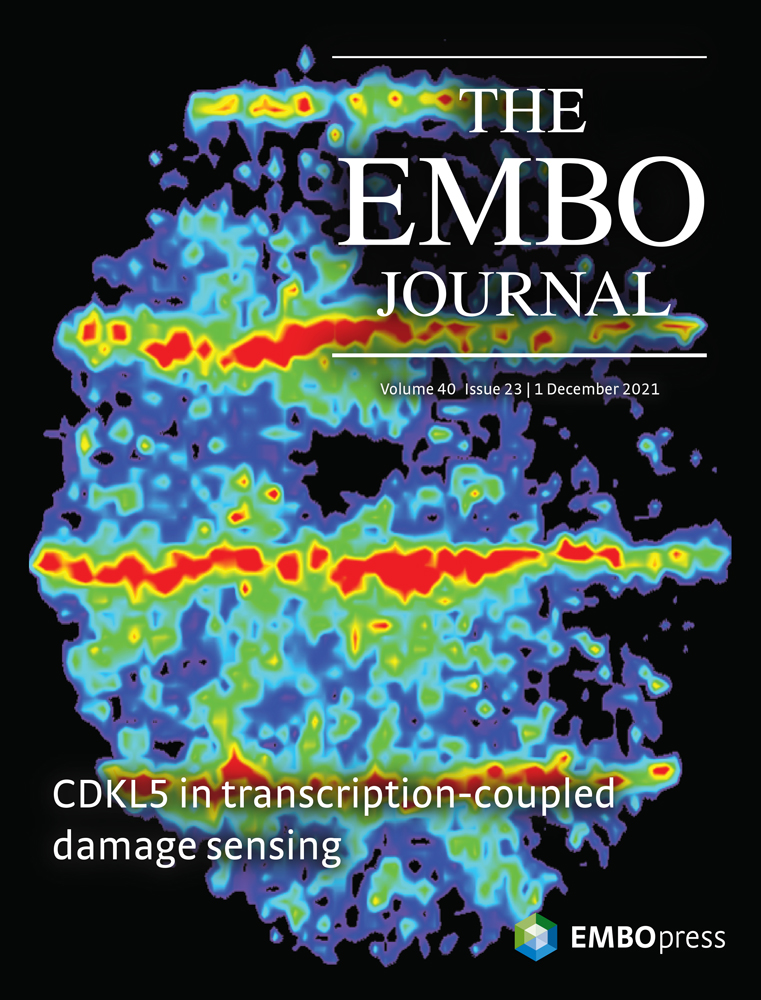 THE
EMBO
JOURNAL
Volume 40 Issue 23 | 1 December 2021
CDKL5 in transcription-coupled
damage sensing
EMBOpress